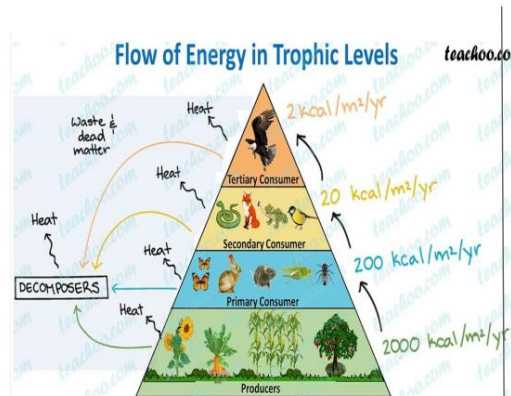 Flow of Energy in Trophic Levels
teachoo.co
Heat
2 kcal/m²/yr
Waste &
dead
matter
Tertiary Consumer
Heat
20 kcal/m²/yr
Heat
Secondary Consumer
Heat
200 kcal/m²/yr
DECOMPOSERS
Primary Consumer
Heat
2000 kcal/m²/yr
Producers
teachoo.com